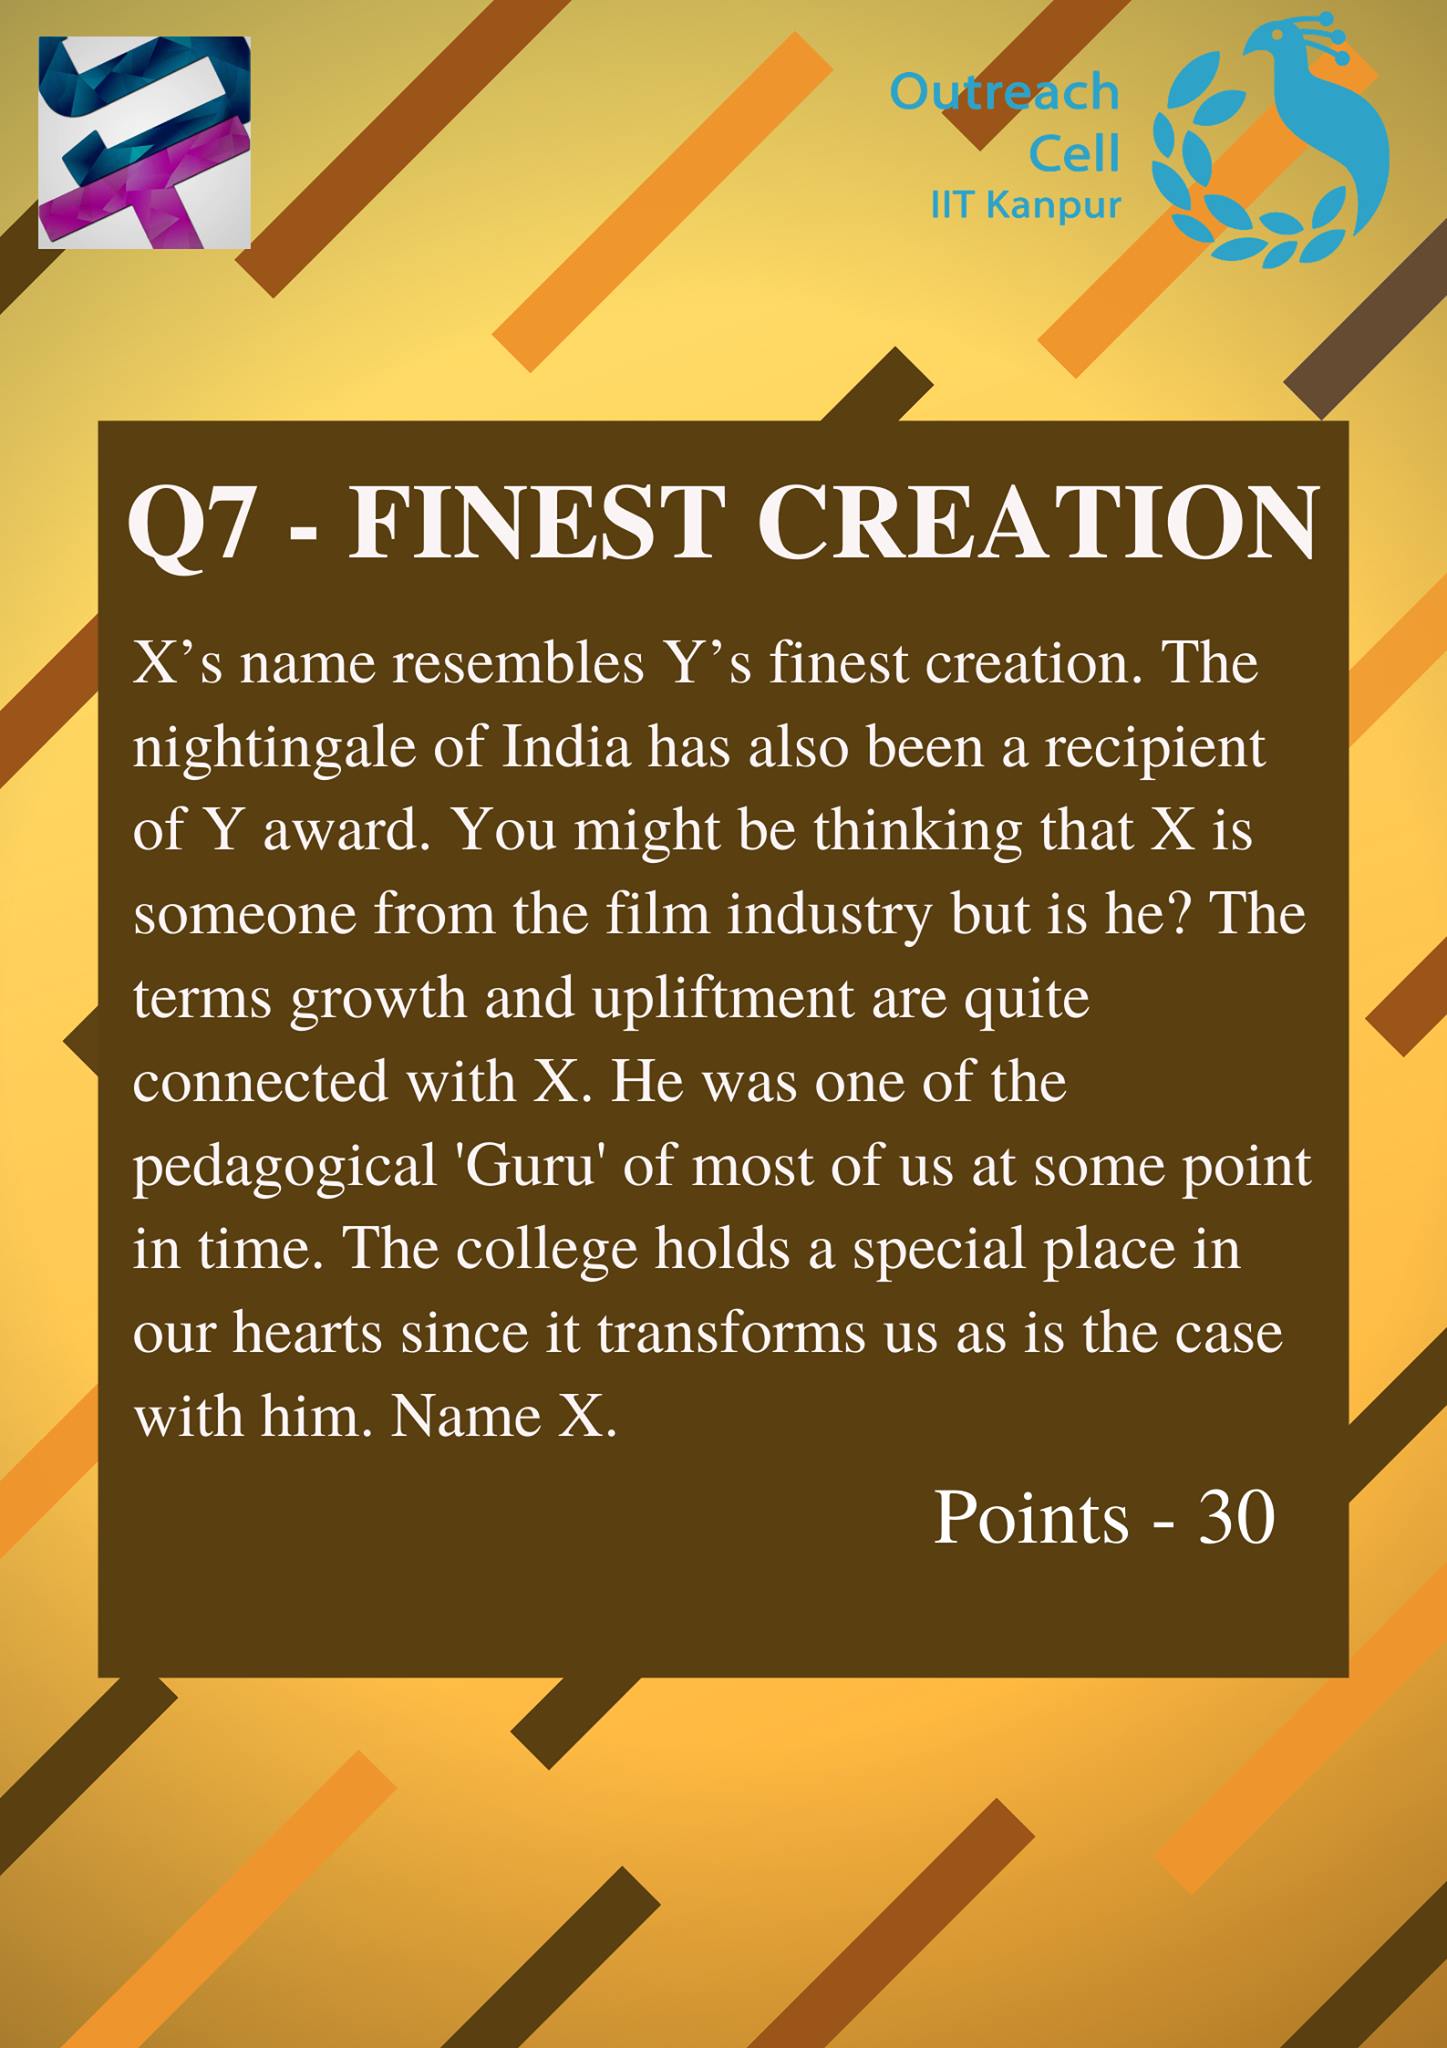 Outreach
Cell
IIT Kanpur
Q7 - FINEST CREATION
X’s name resembles Y’s finest creation. The
nightingale of India has also been a recipient
of Y award. You might be thinking that X is
someone from the film industry but is he? The
terms growth and upliftment are quite
connected with X. He was one of the
pedagogical 'Guru' of most of us at some point
in time. The college holds a special place in
our hearts since it transforms us as is the case
with him. Name X.
Points - 30